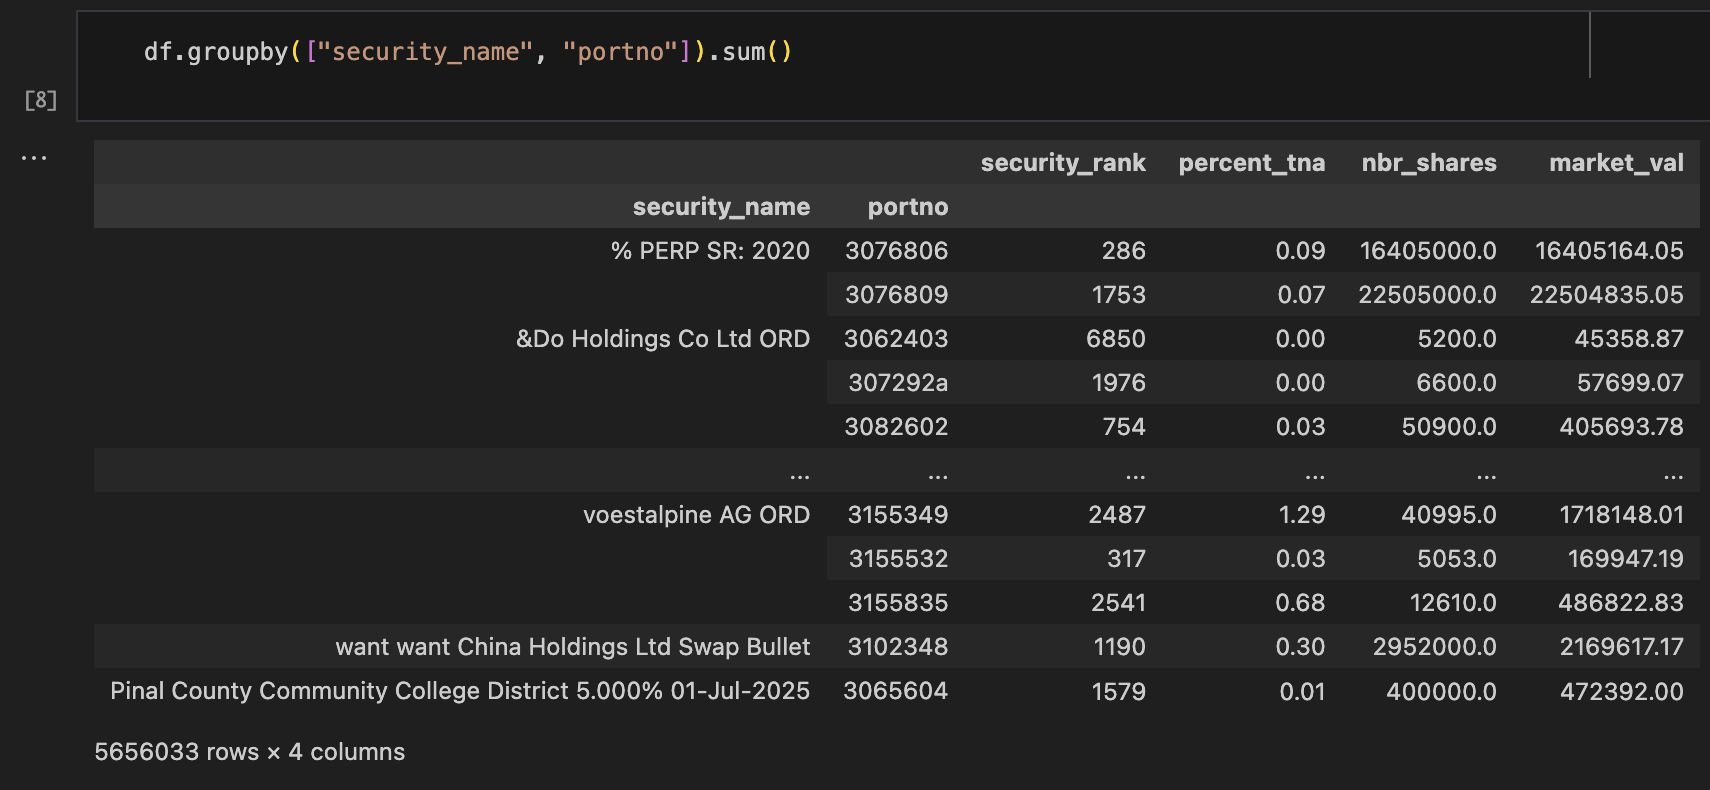 df.groupby(["security_name", "portno"]).sum()
[8]
...
security_rank percent_tna nbr_shares market_val
security_name portno
% PERP SR: 2020 3076806 286 0.09 16405000.0 16405164.05
3076809 1753 0.07 22505000.0 22504835.05
&Do Holdings Co Ltd ORD 3062403 6850 0.00 5200.0 45358.87
307292a 1976 0.00 6600.0 57699.07
3082602 754 0.03 50900.0 405693.78
... ... ... ... ... ...
voestalpine AG ORD 3155349 2487 1.29 40995.0 1718148.01
3155532 317 0.03 5053.0 169947.19
3155835 2541 0.68 12610.0 486822.83
want want China Holdings Ltd Swap Bullet 3102348 1190 0.30 2952000.0 2169617.17
Pinal County Community College District 5.000% 01-Jul-2025 3065604 1579 0.01 400000.0 472392.00
5656033 rows × 4 columns